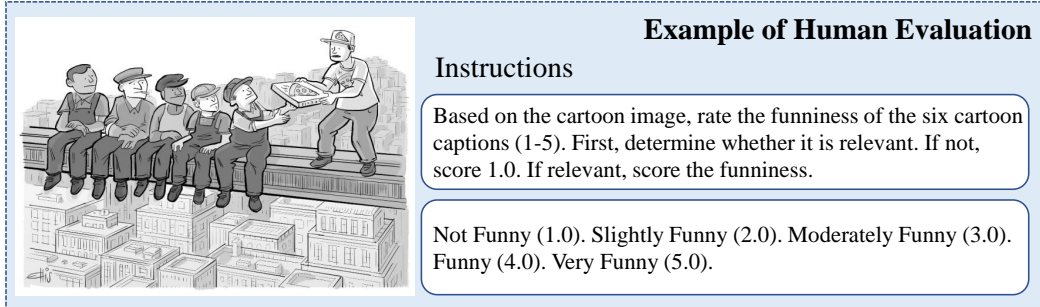 Example of Human Evaluation
Instructions
Based on the cartoon image, rate the funniness of the six cartoon
captions (1-5). First, determine whether it is relevant. If not,
score 1.0. If relevant, score the funniness.
Not Funny (1.0). Slightly Funny (2.0). Moderately Funny (3.0).
Funny (4.0). Very Funny (5.0).